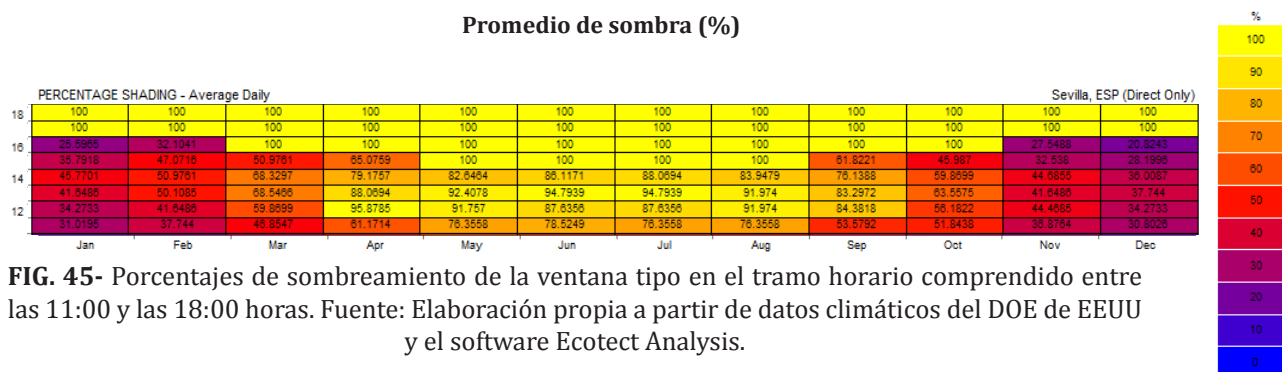 Promedio de sombra (%)
%
100
90
80
70
60
50
40
30
20
10
0
PERCENTAGE SHADING - Average Daily Sevilla, ESP (Direct Only)
18 100 100 100 100 100 100 100 100 100 100 100 100
100 100 100 100 100 100 100 100 100 100 100 100
16 25.5965 32.1041 100 100 100 100 100 100 100 100 27.5488 20.8243
35.7918 47.0716 50.9761 65.0759 100 100 100 100 61.8221 45.987 32.538 28.1996
14 45.7701 50.9761 68.3297 79.1757 82.6464 86.1171 88.0694 83.9479 76.1388 59.8699 44.6855 36.0087
41.6486 50.1085 68.5466 88.0694 92.4078 94.7939 94.7939 91.974 83.2972 63.5575 41.6486 37.744
12 34.2733 41.6486 59.8699 95.8785 91.757 87.6356 87.6356 91.974 84.3818 56.1822 44.4685 34.2733
31.0195 37.744 46.8547 61.1714 76.3558 78.5249 76.3558 76.3558 53.5792 51.8438 36.8764 30.8026
Jan Feb Mar Apr May Jun Jul Aug Sep Oct Nov Dec
FIG. 45- Porcentajes de sombreamiento de la ventana tipo en el tramo horario comprendido entre
las 11:00 y las 18:00 horas. Fuente: Elaboración propia a partir de datos climáticos del DOE de EEUU
y el software Ecotect Analysis.